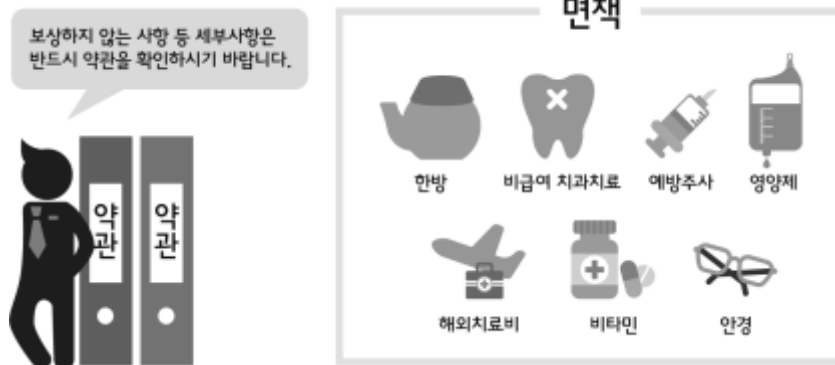 보상하지 않는 사항 등 세부사항은
반드시 약관을 확인하시기 바랍니다.
약관
약관
면책
한방
비급여 치과치료
예방주사
영양제
해외치료비
비타민
안경